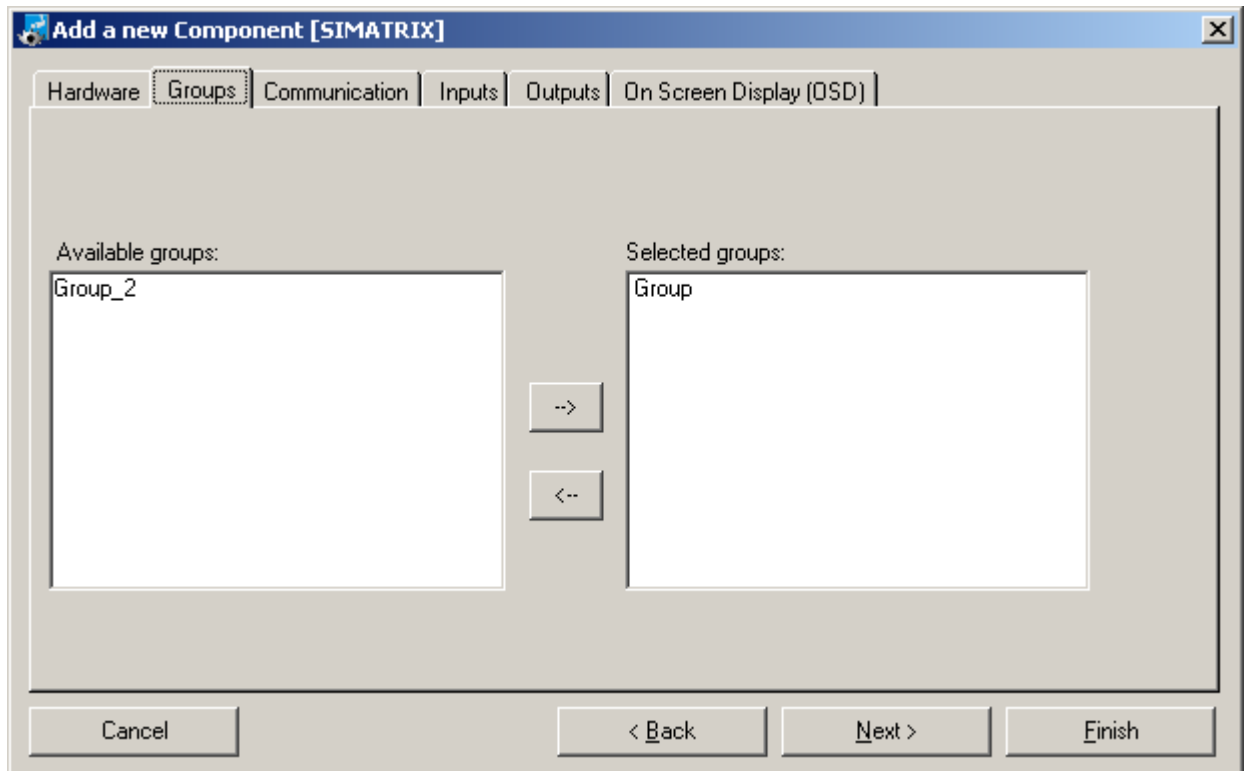 Add a new Component [SIMATRIX]
Hardware Groups Communication Inputs Outputs On Screen Display (OSD)
Available groups: Selected groups:
Group_2 Group
-->
<--
Cancel < Back Next > Finish